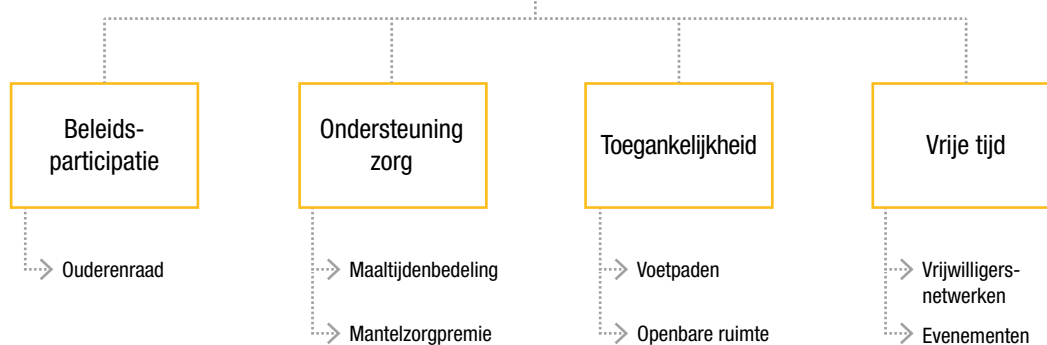 Beleids-
participatie
Ondersteuning
zorg
Toegankelijkheid
Vrije tijd
Ouderenraad
Maaltijdenbedeling
Mantelzorgpremie
Voetpaden
Openbare ruimte
Vrijwilligers-
netwerken
Evenementen